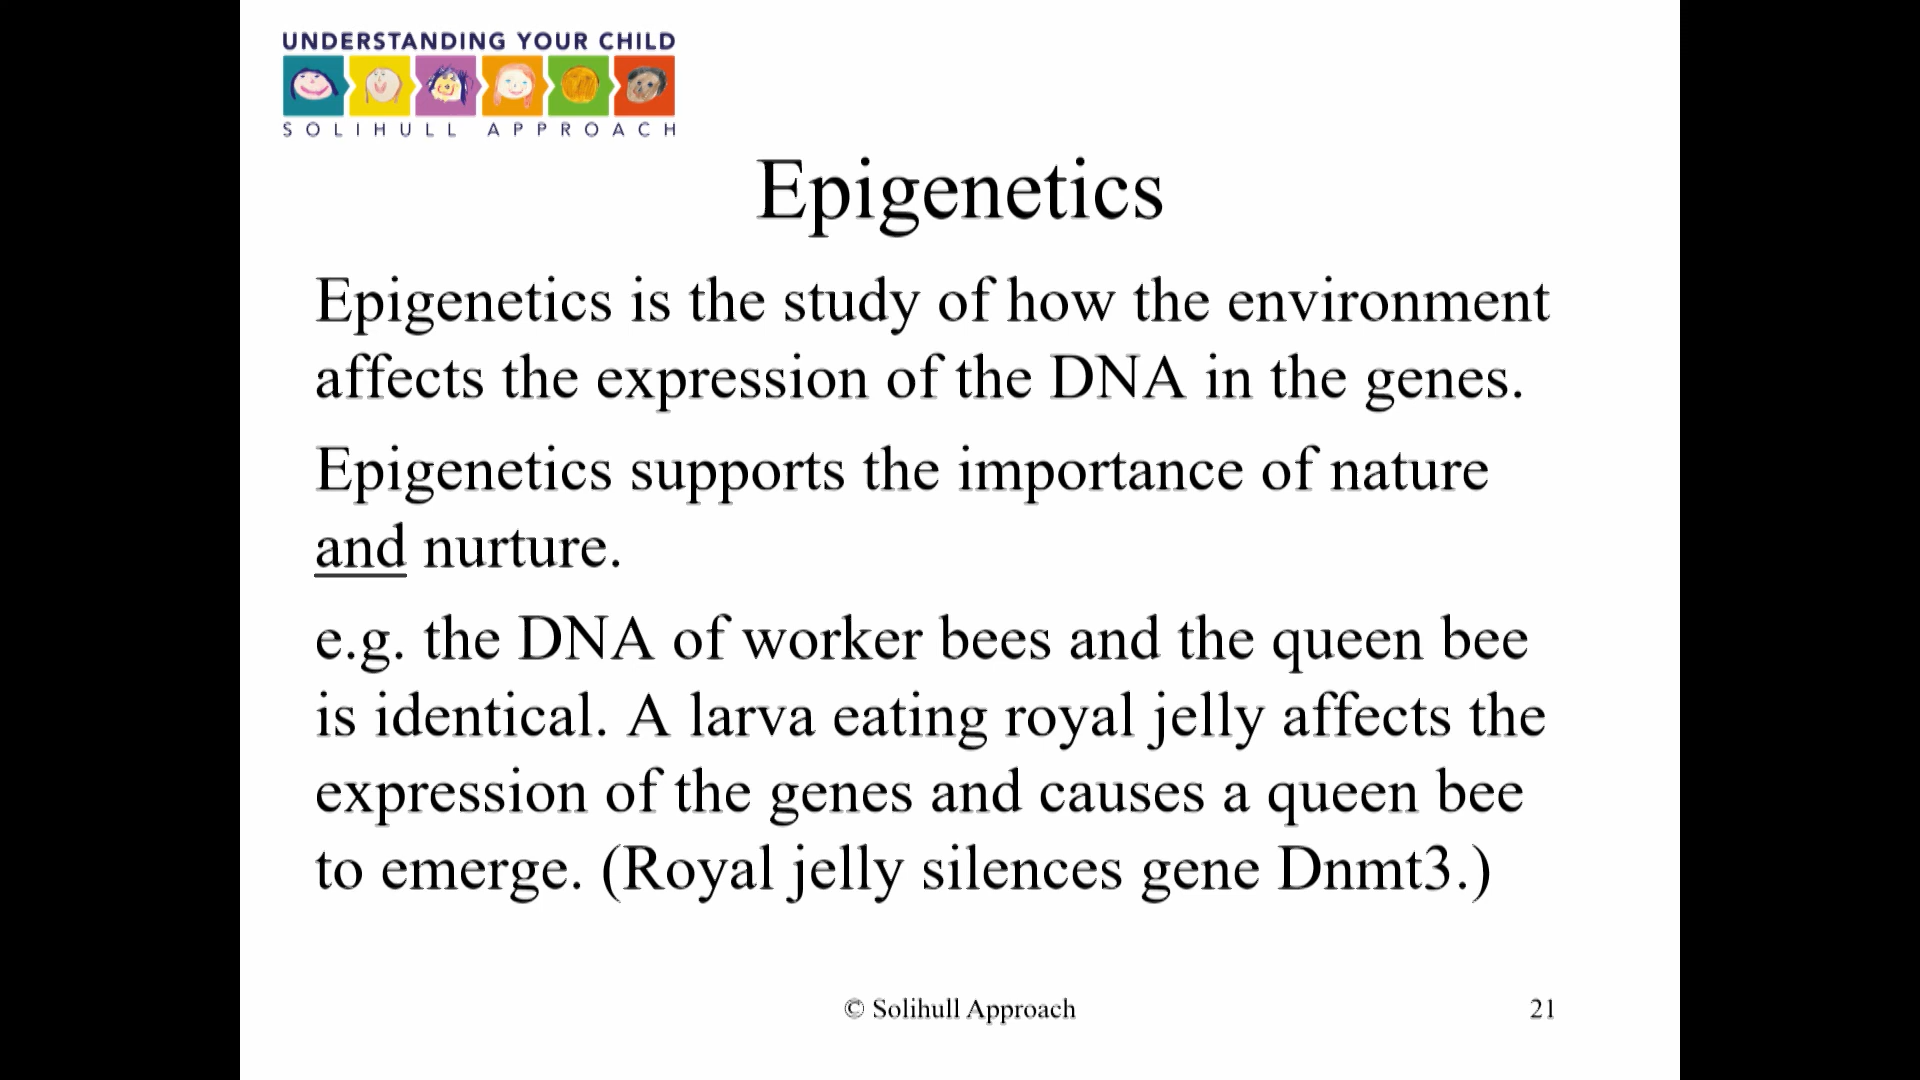 UNDERSTANDING YOUR CHILD
SOLIHULL APPROACH
Epigenetics
Epigenetics is the study of how the environment
affects the expression of the DNA in the genes.
Epigenetics supports the importance of nature
and nurture.
e.g. the DNA of worker bees and the queen bee
is identical. A larva eating royal jelly affects the
expression of the genes and causes a queen bee
to emerge. (Royal jelly silences gene Dnmt3.)
© Solihull Approach
21